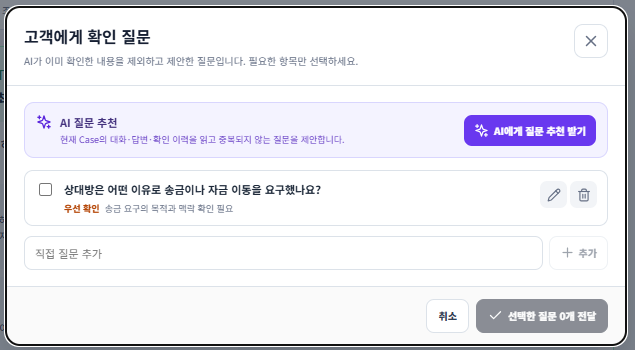 고객에게 확인 질문
AI가 이미 확인한 내용을 제외하고 제안한 질문입니다. 필요한 항목만 선택하세요.
AI 질문 추천
현재 Case의 대화·답변·확인 이력을 읽고 중복되지 않는 질문을 제안합니다.
AI에게 질문 추천 받기
상대방은 어떤 이유로 송금이나 자금 이동을 요구했나요?
우선 확인 송금 요구의 목적과 맥락 확인 필요
직접 질문 추가
추가
취소
선택한 질문 0개 전달